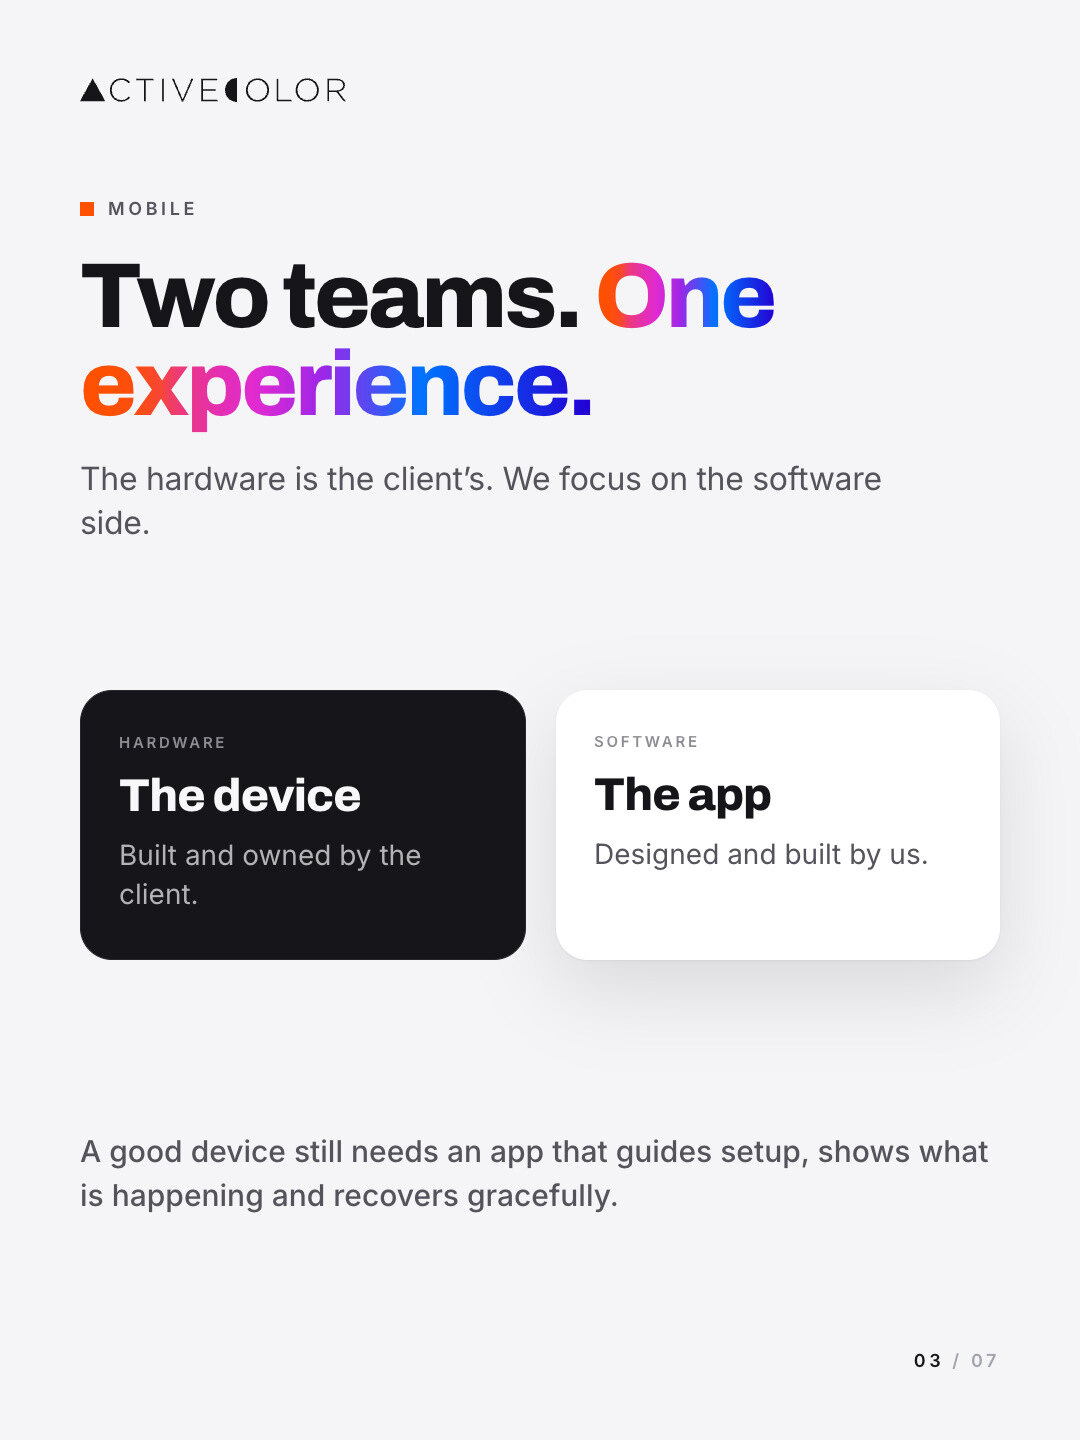 ACTIVECOLOR
MOBILE
Two teams. One
experience.
The hardware is the client’s. We focus on the software
side.
HARDWARE
The device
Built and owned by the
client.
SOFTWARE
The app
Designed and built by us.
A good device still needs an app that guides setup, shows what
is happening and recovers gracefully.
03 / 07